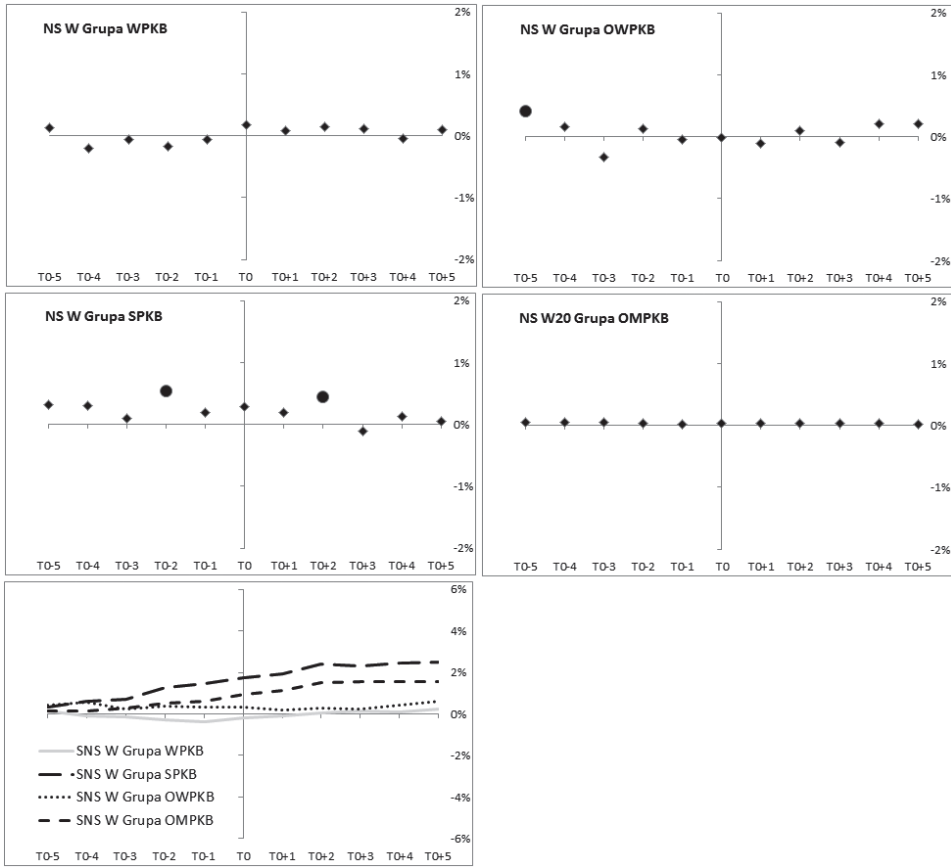 NS W Grupa WPKB
2%
1%
0%
-1%
-2%
T0-5 T0-4 T0-3 T0-2 T0-1 T0 T0+1 T0+2 T0+3 T0+4 T0+5
NS W Grupa OWPKB
2%
1%
0%
-1%
-2%
T0-5 T0-4 T0-3 T0-2 T0-1 T0 T0+1 T0+2 T0+3 T0+4 T0+5
NS W Grupa SPKB
2%
1%
0%
-1%
-2%
T0-5 T0-4 T0-3 T0-2 T0-1 T0 T0+1 T0+2 T0+3 T0+4 T0+5
NS W20 Grupa OMPKB
2%
1%
0%
-1%
-2%
T0-5 T0-4 T0-3 T0-2 T0-1 T0 T0+1 T0+2 T0+3 T0+4 T0+5
6%
4%
2%
0%
-2%
-4%
-6%
SNS W Grupa WPKB
SNS W Grupa SPKB
SNS W Grupa OWPKB
SNS W Grupa OMPKB
T0-5 T0-4 T0-3 T0-2 T0-1 T0 T0+1 T0+2 T0+3 T0+4 T0+5